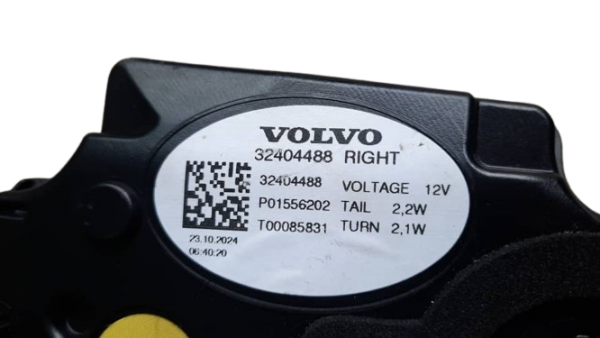 VOLVO
32404488 RIGHT
32404488 VOLTAGE 12V
P01556202 TAIL 2,2W
T00085831 TURN 2,1W
23.10.2024
06:40:20